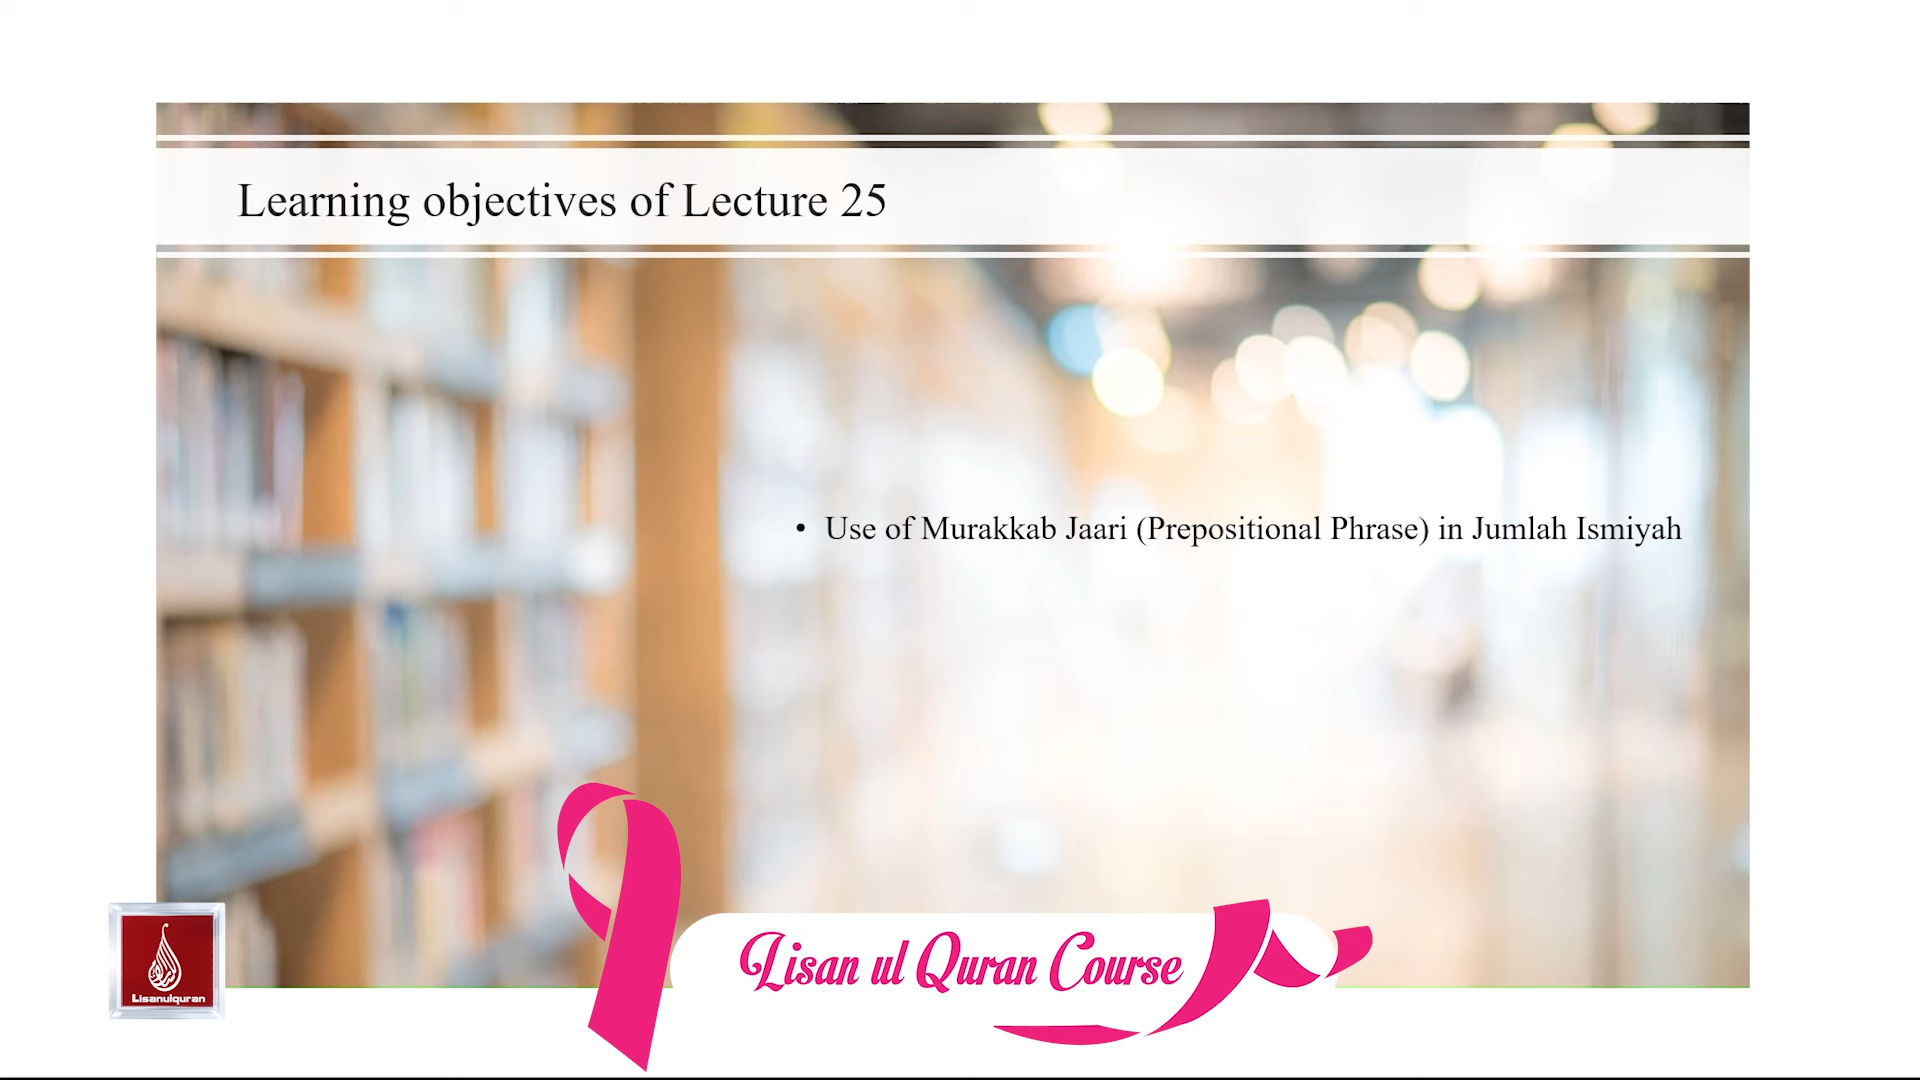 Learning objectives of Lecture 25
• Use of Murakkab Jaari (Prepositional Phrase) in Jumlah Ismiyah
Lisan ul Quran Course
Lisanulquran